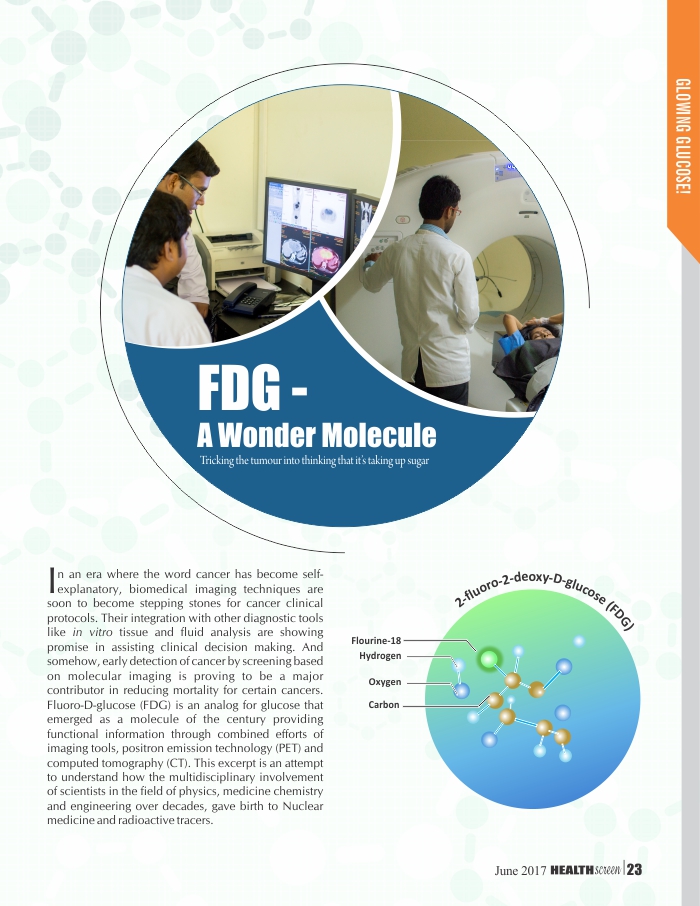 GLOWING GLUCOSE!
FDG -
A Wonder Molecule
Tricking the tumour into thinking that it's taking up sugar
In an era where the word cancer has become self-
explanatory, biomedical imaging techniques are
soon to become stepping stones for cancer clinical
protocols. Their integration with other diagnostic tools
like in vitro tissue and fluid analysis are showing
promise in assisting clinical decision making. And
somehow, early detection of cancer by screening based
on molecular imaging is proving to be a major
contributor in reducing mortality for certain cancers.
Fluoro-D-glucose (FDG) is an analog for glucose that
emerged as a molecule of the century providing
functional information through combined efforts of
imaging tools, positron emission technology (PET) and
computed tomography (CT). This excerpt is an attempt
to understand how the multidisciplinary involvement
of scientists in the field of physics, medicine chemistry
and engineering over decades, gave birth to Nuclear
medicine and radioactive tracers.
2-fluoro-2-deoxy-D-glucose (FDG)
Flourine-18
Hydrogen
Oxygen
Carbon
June 2017 HEALTHscreen 23